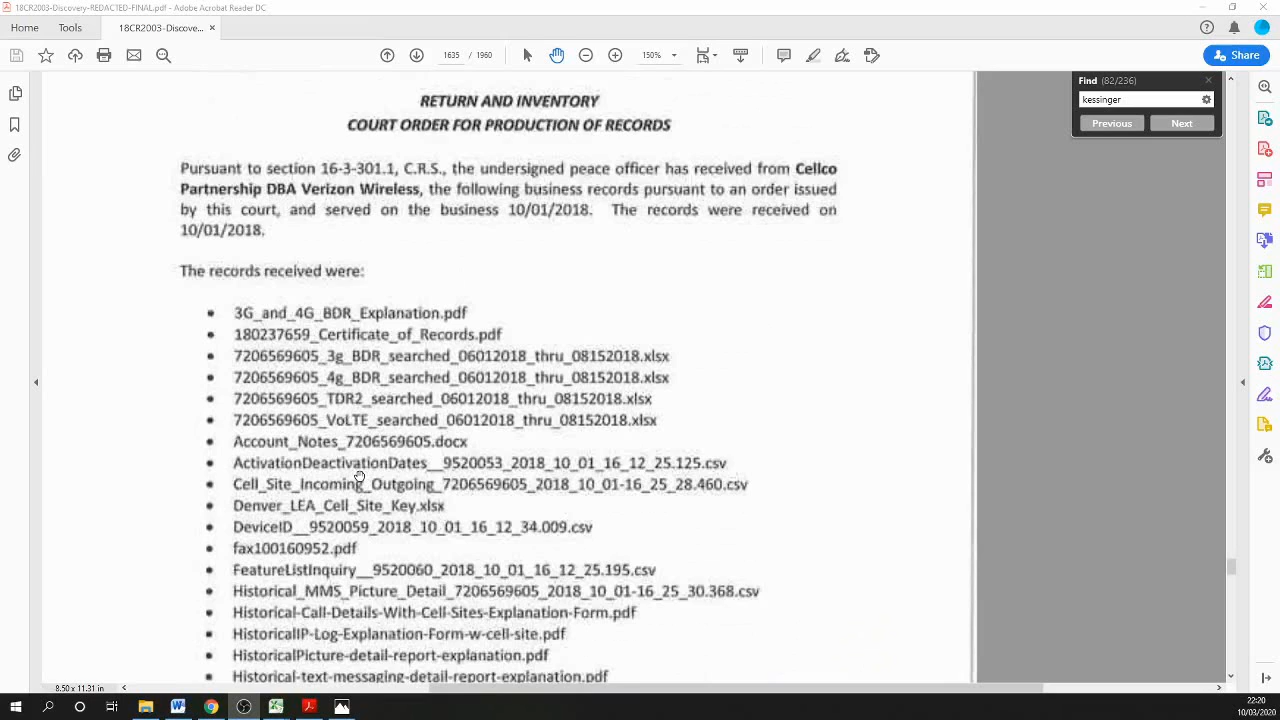 18CR2003-Discovery-REDACTED-FINAL.pdf - Adobe Acrobat Reader DC
Home
Tools
18CR2003-Discove...
1635 / 1960
150%
Share
Find (82/236)
kessinger
Previous
Next
RETURN AND INVENTORY
COURT ORDER FOR PRODUCTION OF RECORDS
Pursuant to section 16-3-301.1, C.R.S., the undersigned peace officer has received from Cellco
Partnership DBA Verizon Wireless, the following business records pursuant to an order issued
by this court, and served on the business 10/01/2018. The records were received on
10/01/2018.
The records received were:
• 3G_and_4G_BDR_Explanation.pdf
• 180237659_Certificate_of_Records.pdf
• 7206569605_3g_BDR_searched_06012018_thru_08152018.xlsx
• 7206569605_4g_BDR_searched_06012018_thru_08152018.xlsx
• 7206569605_TDR2_searched_06012018_thru_08152018.xlsx
• 7206569605_VoLTE_searched_06012018_thru_08152018.xlsx
• Account_Notes_7206569605.docx
• ActivationDeactivationDates__9520053_2018_10_01_16_12_25.125.csv
• Cell_Site_Incoming_Outgoing_7206569605_2018_10_01-16_25_28.460.csv
• Denver_LEA_Cell_Site_Key.xlsx
• DeviceID__9520059_2018_10_01_16_12_34.009.csv
• fax100160952.pdf
• FeatureListInquiry__9520060_2018_10_01_16_12_25.195.csv
• Historical_MMS_Picture_Detail_7206569605_2018_10_01-16_25_30.368.csv
• Historical-Call-Details-With-Cell-Sites-Explanation-Form.pdf
• HistoricalIP-Log-Explanation-Form-w-cell-site.pdf
• HistoricalPicture-detail-report-explanation.pdf
• Historical-text-messaging-detail-report-explanation.pdf
8.50 x 11.31 in
22:20
10/03/2020